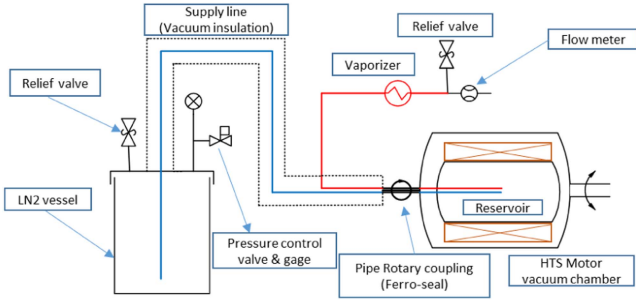 Supply line
(Vacuum insulation)
Relief valve
Flow meter
Vaporizer
Relief valve
LN2 vessel
Reservoir
Pressure control
valve & gage
Pipe Rotary coupling
(Ferro-seal)
HTS Motor
vacuum chamber